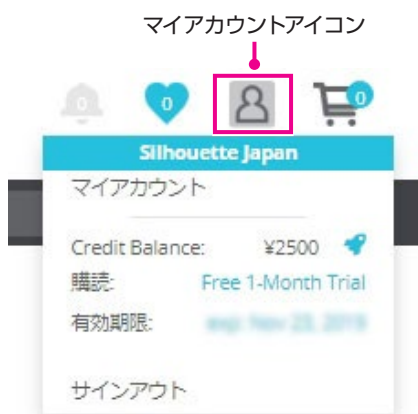 マイアカウントアイコン
0 0 0
Silhouette Japan
マイアカウント
Credit Balance: ¥2500
購読: Free 1-Month Trial
有効期限:
サインアウト